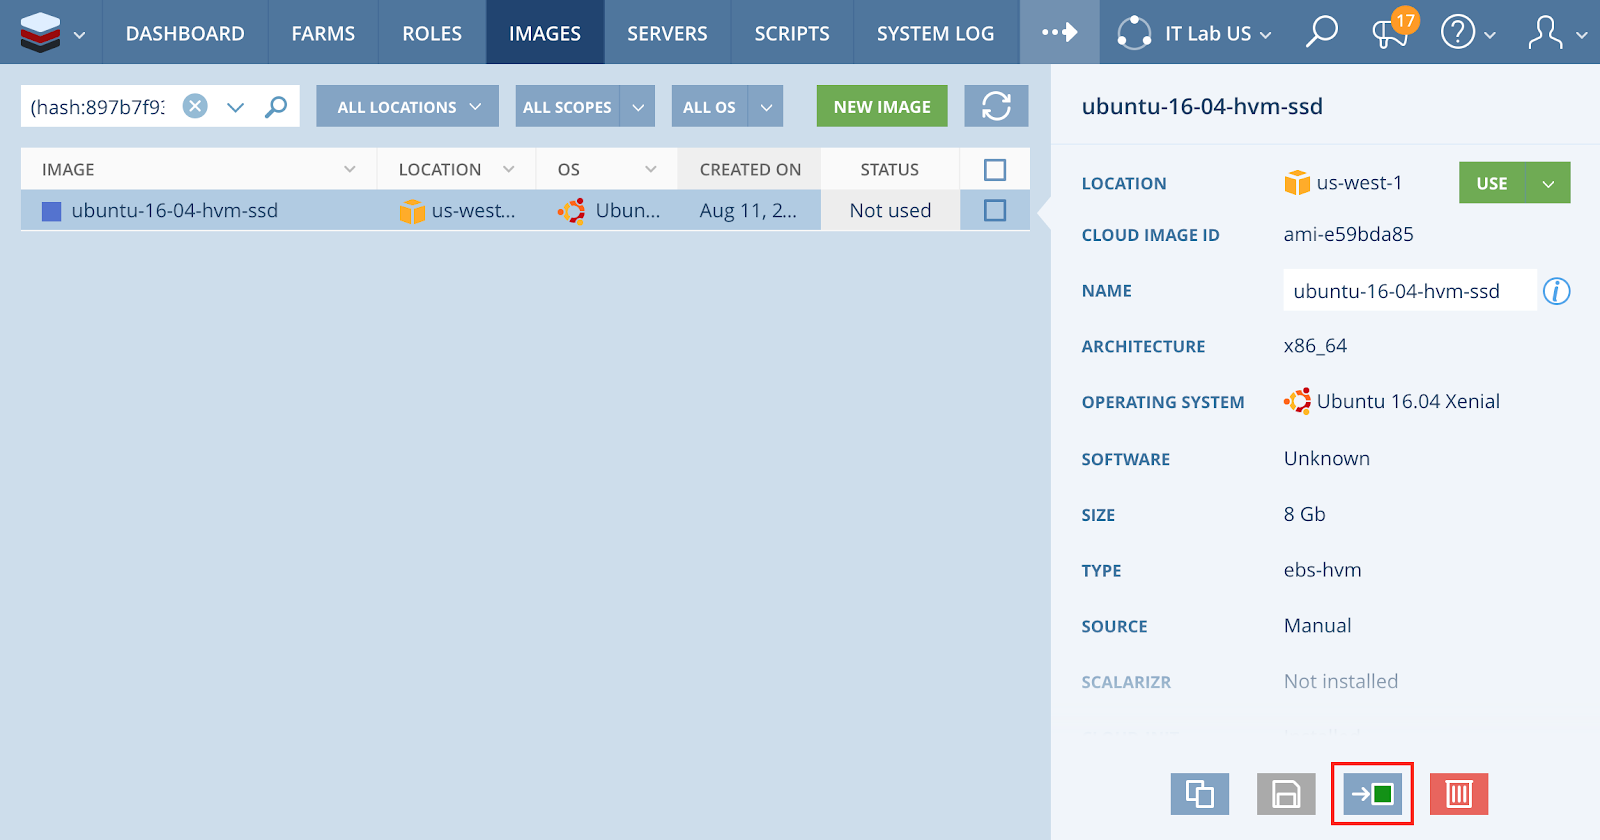 DASHBOARD FARMS ROLES IMAGES SERVERS SCRIPTS SYSTEM LOG IT Lab US 17
(hash:897b7f93 ALL LOCATIONS ALL SCOPES ALL OS NEW IMAGE
IMAGE LOCATION OS CREATED ON STATUS
ubuntu-16-04-hvm-ssd us-west... Ubun... Aug 11, 2... Not used
ubuntu-16-04-hvm-ssd
LOCATION us-west-1 USE
CLOUD IMAGE ID ami-e59bda85
NAME ubuntu-16-04-hvm-ssd
ARCHITECTURE x86_64
OPERATING SYSTEM Ubuntu 16.04 Xenial
SOFTWARE Unknown
SIZE 8 Gb
TYPE ebs-hvm
SOURCE Manual
SCALARIZR Not installed